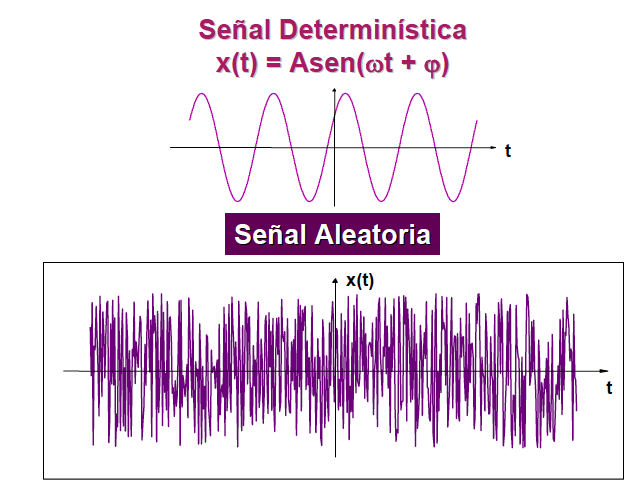 Señal Determinística
x(t) = Asen(ωt + φ)
t
Señal Aleatoria
x(t)
t